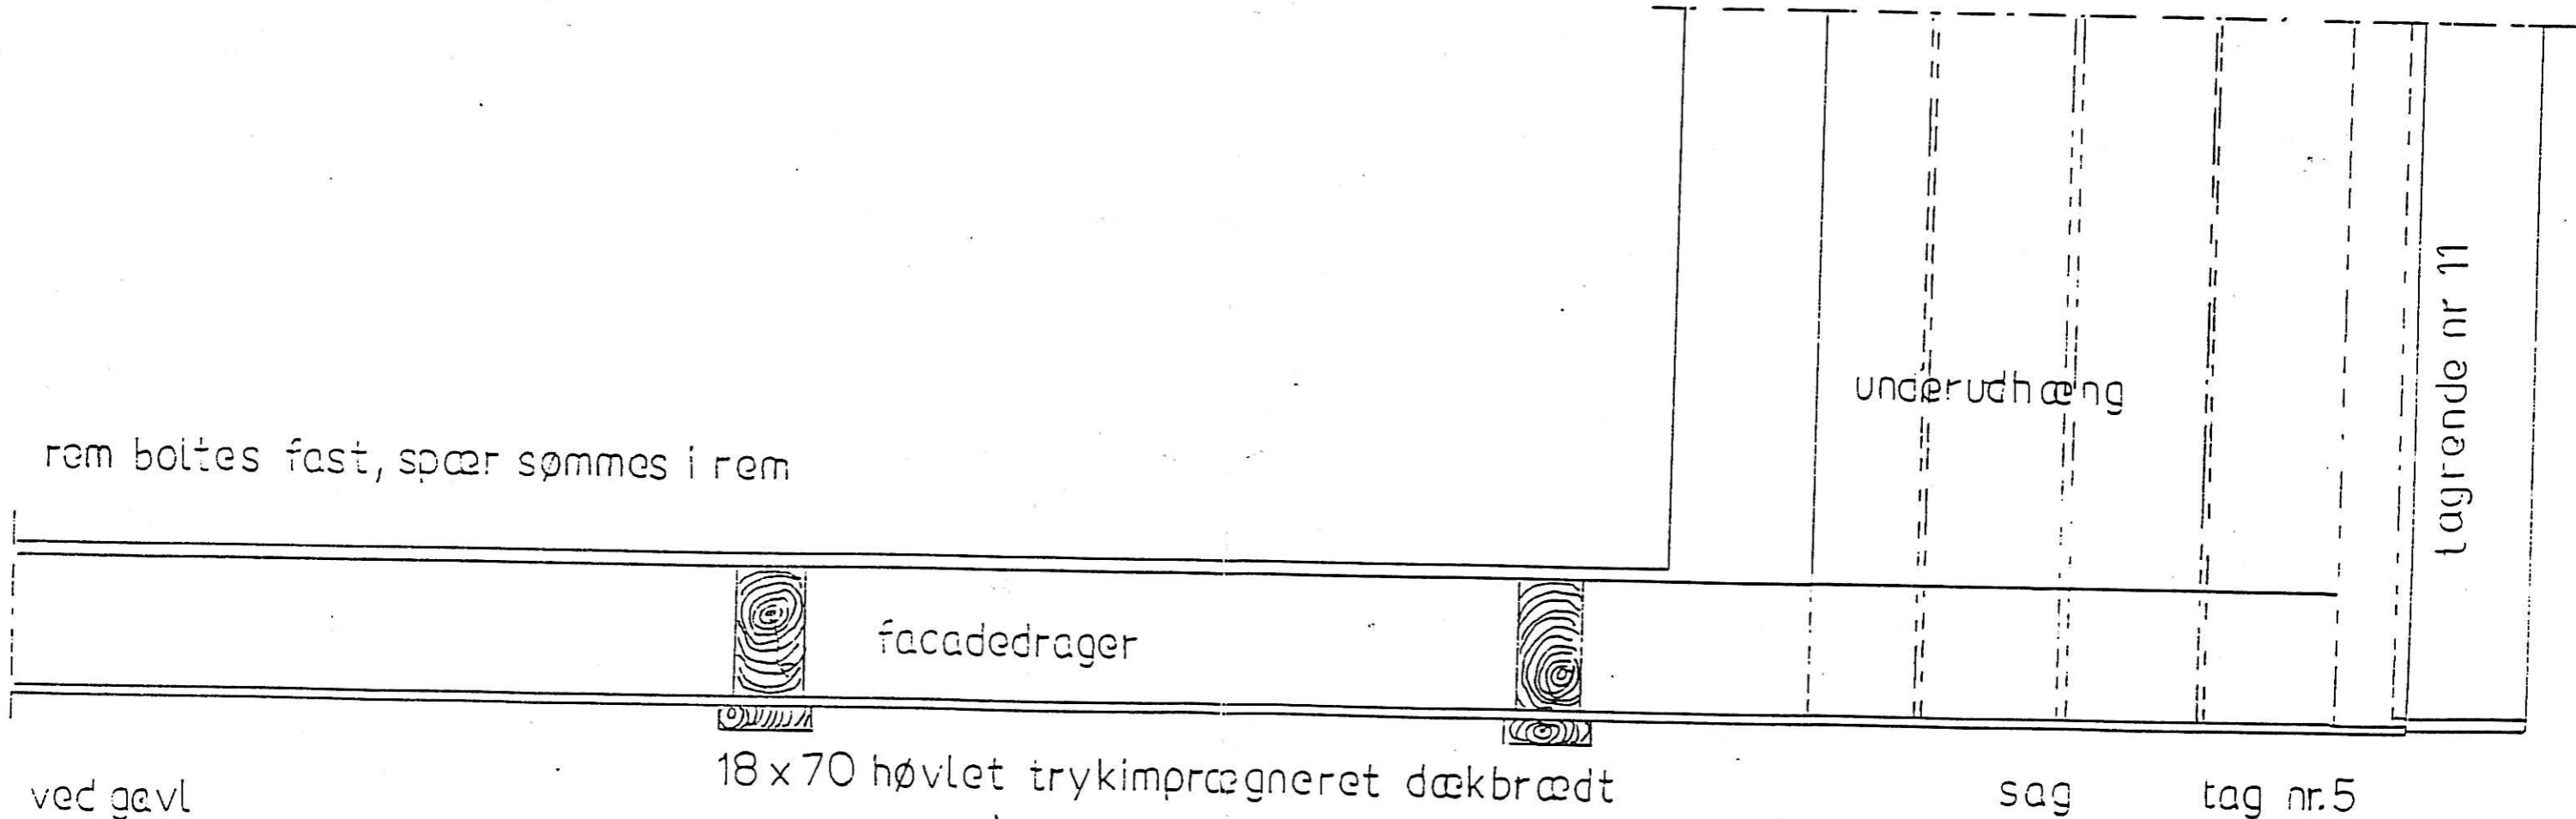 underudhæng
tagrende nr 11
rem boltes fast, spær sømmes i rem
facadedrager
18 x 70 høvlet trykimprægneret dækbrædt
ved gavl
sag
tag nr. 5